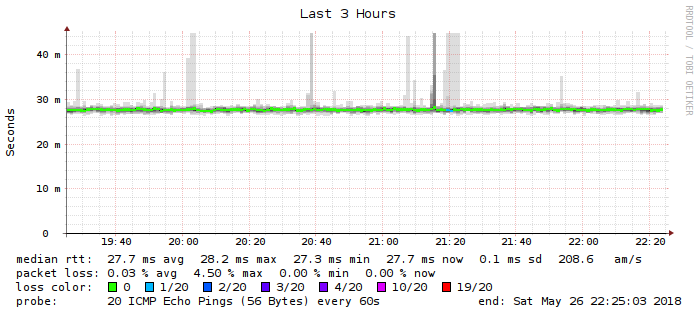 Last 3 Hours
RRDTOOL / TOBI OETIKER
Seconds
40 m
30 m
20 m
10 m
0
19:40 20:00 20:20 20:40 21:00 21:20 21:40 22:00 22:20
median rtt: 27.7 ms avg 28.2 ms max 27.3 ms min 27.7 ms now 0.1 ms sd 208.6 am/s
packet loss: 0.03 % avg 4.50 % max 0.00 % min 0.00 % now
loss color: 0 1/20 2/20 3/20 4/20 10/20 19/20
probe: 20 ICMP Echo Pings (56 Bytes) every 60s end: Sat May 26 22:25:03 2018